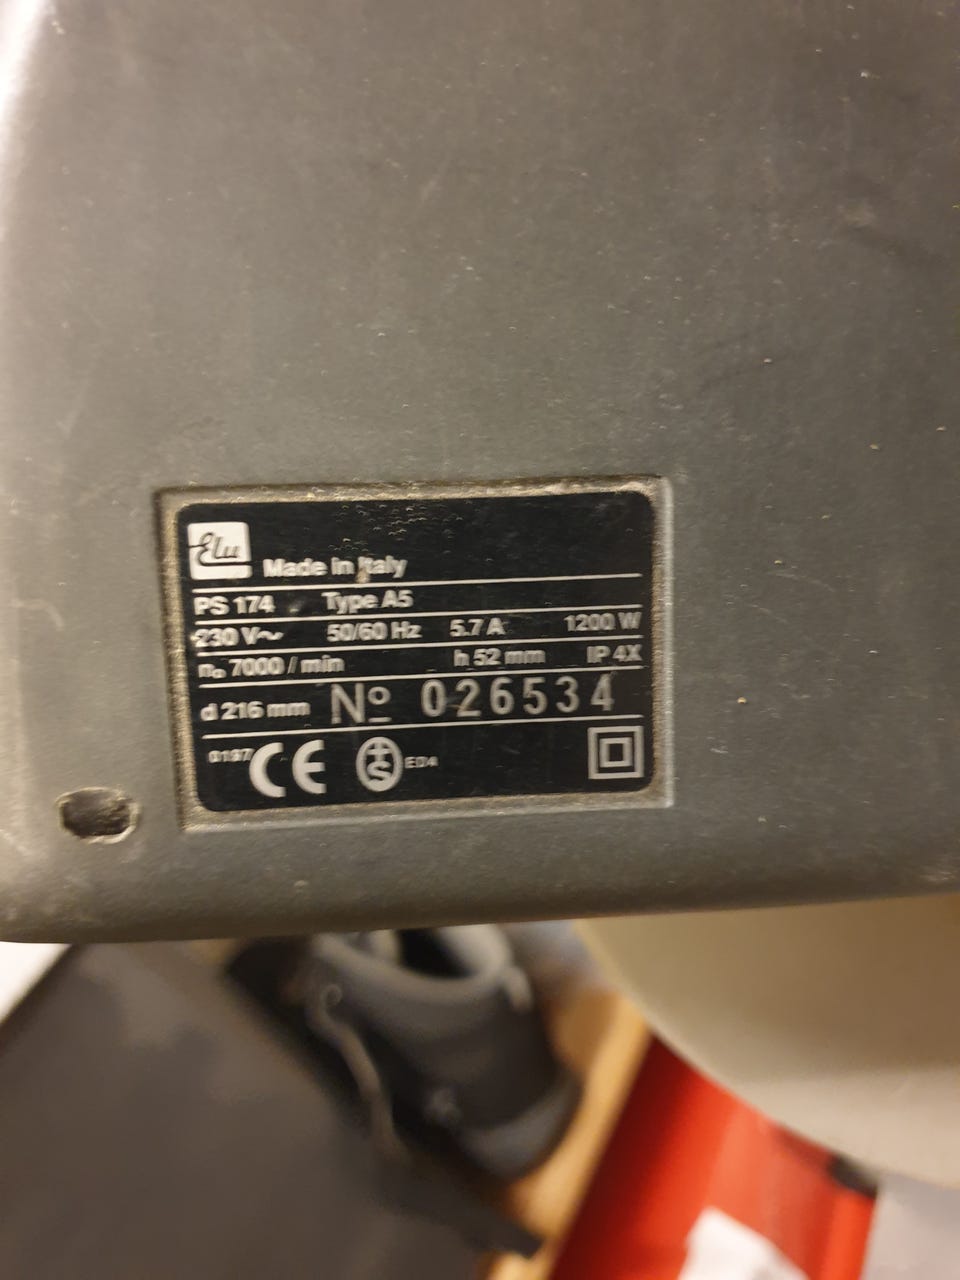 Elu
Made in Italy
PS 174 Type A5
230 V~ 50/60 Hz 5.7 A 1200 W
n₀ 7000 / min h 52 mm IP 4X
d 216 mm Nº 026534
0197 CE S E04